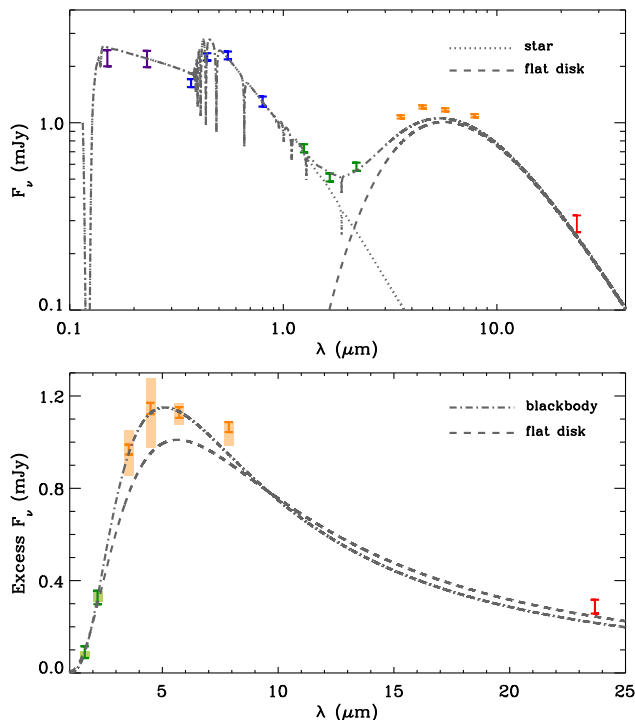 star
flat disk
F_ν (mJy)
1.0
0.1
0.1
1.0
10.0
λ (μm)
blackbody
flat disk
Excess F_ν (mJy)
1.2
0.8
0.4
0.0
5
10
15
20
25
λ (μm)